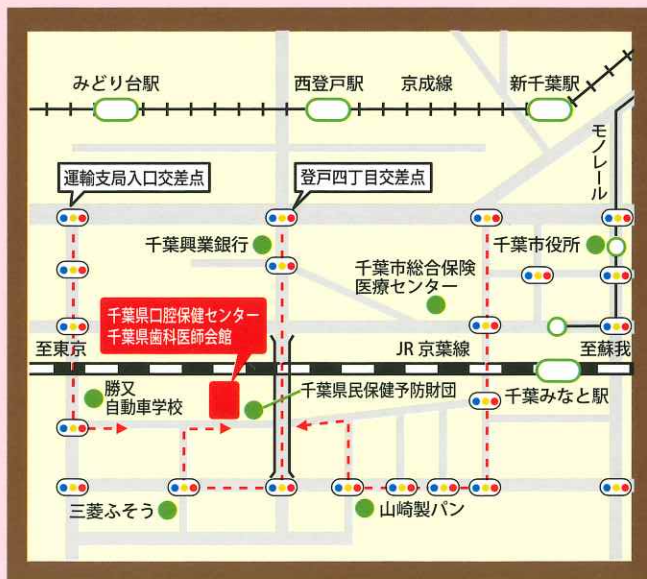 みどり台駅
西登戸駅
京成線
新千葉駅
モノレール
運輸支局入口交差点
登戸四丁目交差点
千葉興業銀行
千葉市役所
千葉市総合保険
医療センター
千葉県口腔保健センター
千葉県歯科医師会館
至東京
JR 京葉線
至蘇我
勝又
自動車学校
千葉県民保健予防財団
千葉みなと駅
三菱ふそう
山崎製パン